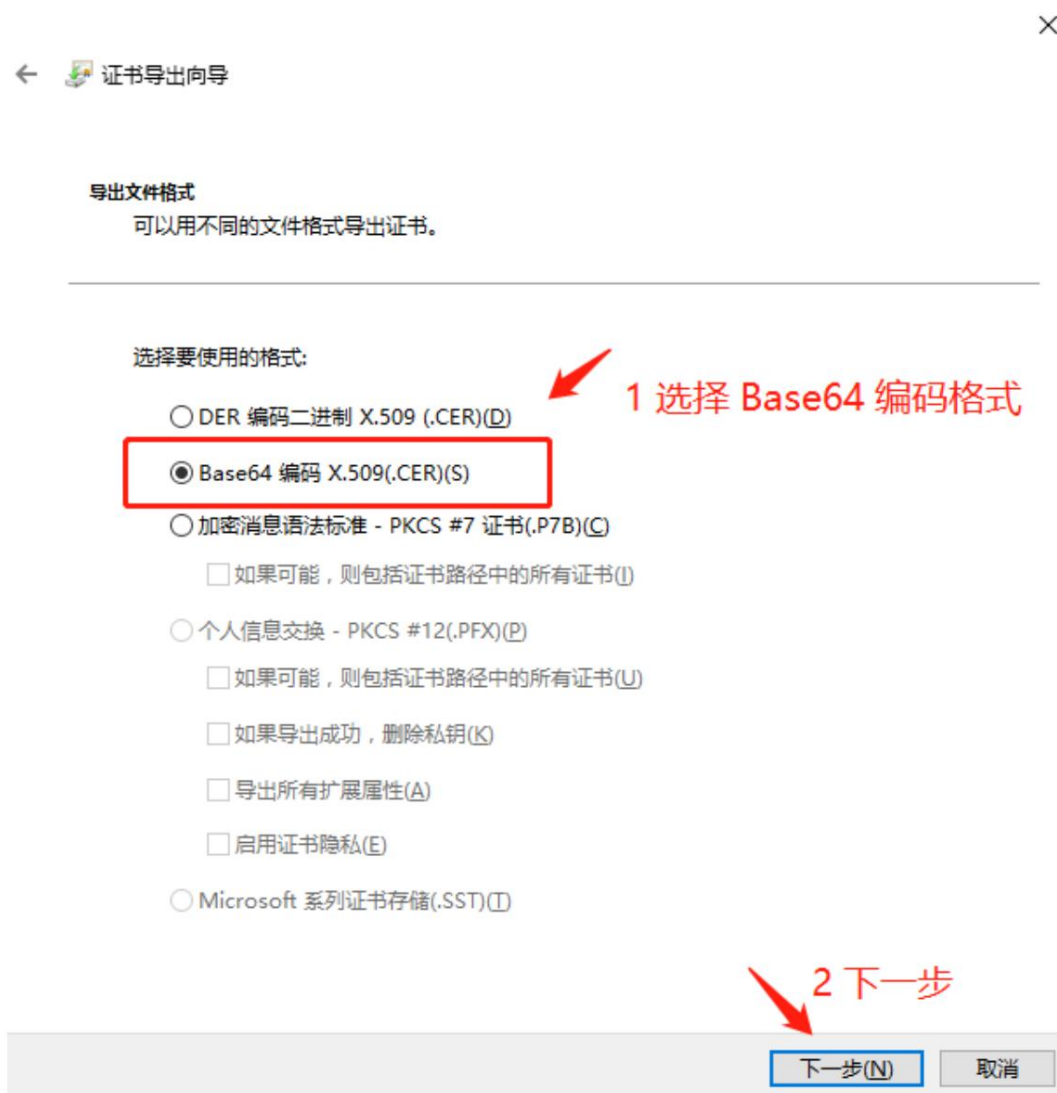 证书导出向导
导出文件格式
可以用不同的文件格式导出证书。
选择要使用的格式:
1 选择 Base64 编码格式
DER 编码二进制 X.509 (.CER)(D)
Base64 编码 X.509(.CER)(S)
加密消息语法标准 - PKCS #7 证书(.P7B)(C)
如果可能，则包括证书路径中的所有证书(I)
个人信息交换 - PKCS #12(.PFX)(P)
如果可能，则包括证书路径中的所有证书(U)
如果导出成功，删除私钥(K)
导出所有扩展属性(A)
启用证书隐私(E)
Microsoft 系列证书存储(.SST)(T)
2 下一步
下一步(N)
取消